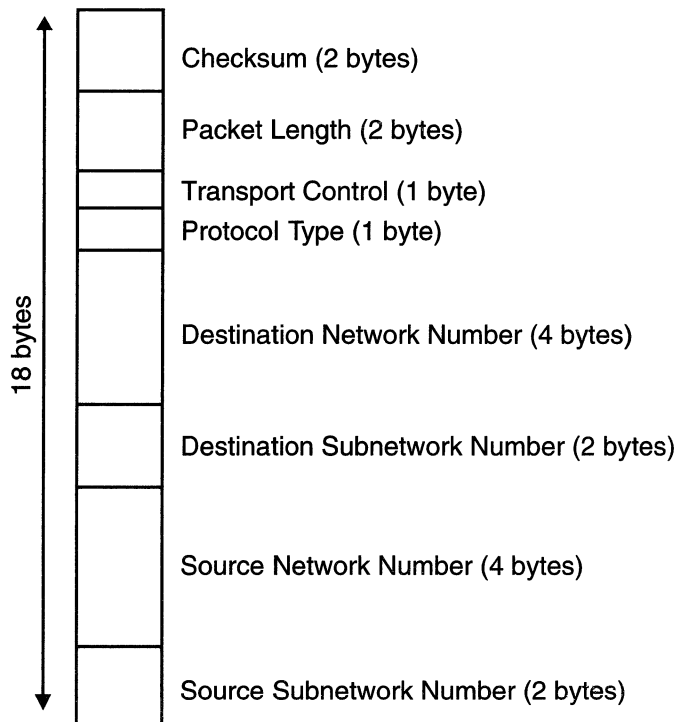 Checksum (2 bytes)
Packet Length (2 bytes)
Transport Control (1 byte)
Protocol Type (1 byte)
18 bytes
Destination Network Number (4 bytes)
Destination Subnetwork Number (2 bytes)
Source Network Number (4 bytes)
Source Subnetwork Number (2 bytes)